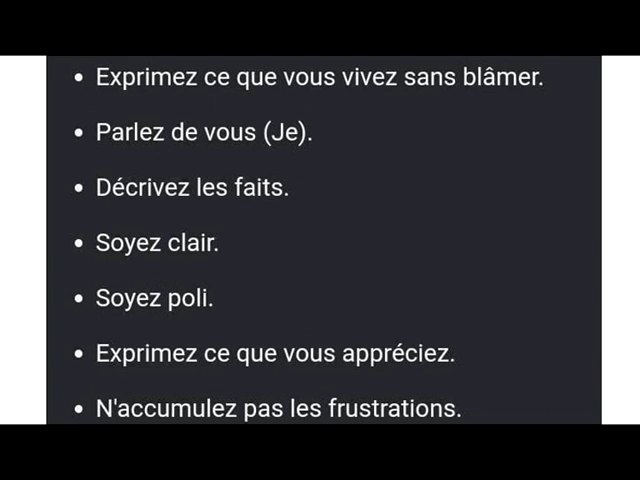 • Exprimez ce que vous vivez sans blâmer.
• Parlez de vous (Je).
• Décrivez les faits.
• Soyez clair.
• Soyez poli.
• Exprimez ce que vous appréciez.
• N'accumulez pas les frustrations.